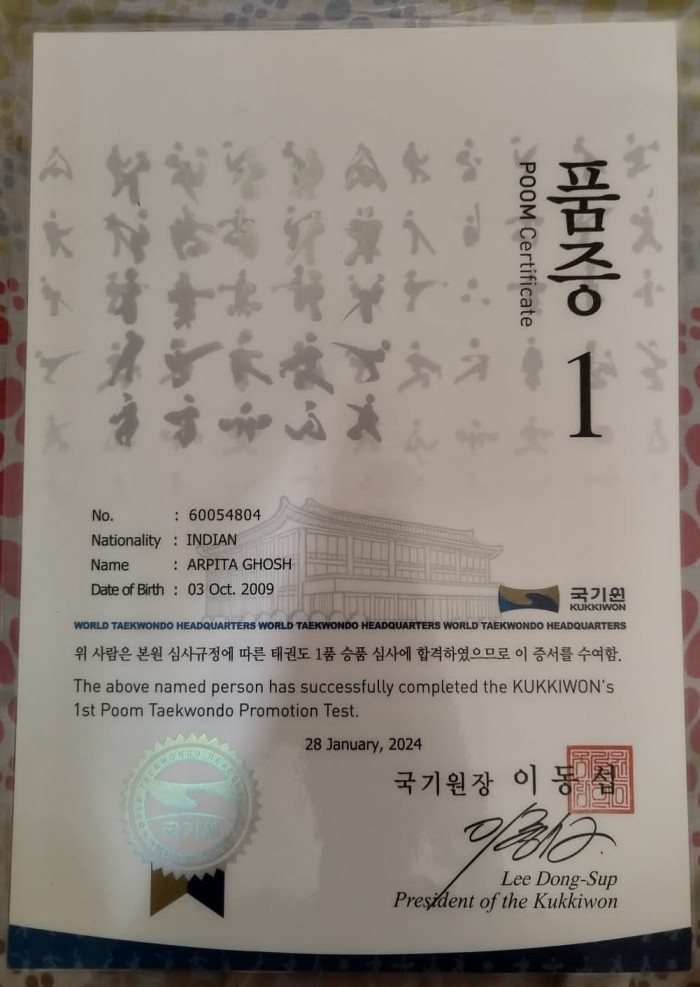 품증
POOM Certificate
1
No. : 60054804
Nationality : INDIAN
Name : ARPITA GHOSH
Date of Birth : 03 Oct. 2009
국기원
KUKKIWON
WORLD TAEKWONDO HEADQUARTERS WORLD TAEKWONDO HEADQUARTERS WORLD TAEKWONDO HEADQUARTERS
위 사람은 본원 심사규정에 따른 태권도 1품 승품 심사에 합격하였으므로 이 증서를 수여함.
The above named person has successfully completed the KUKKIWON's
1st Poom Taekwondo Promotion Test.
28 January, 2024
국기원장 이동섭
Lee Dong-Sup
President of the Kukkiwon
WORLD TAEKWONDO
국기원